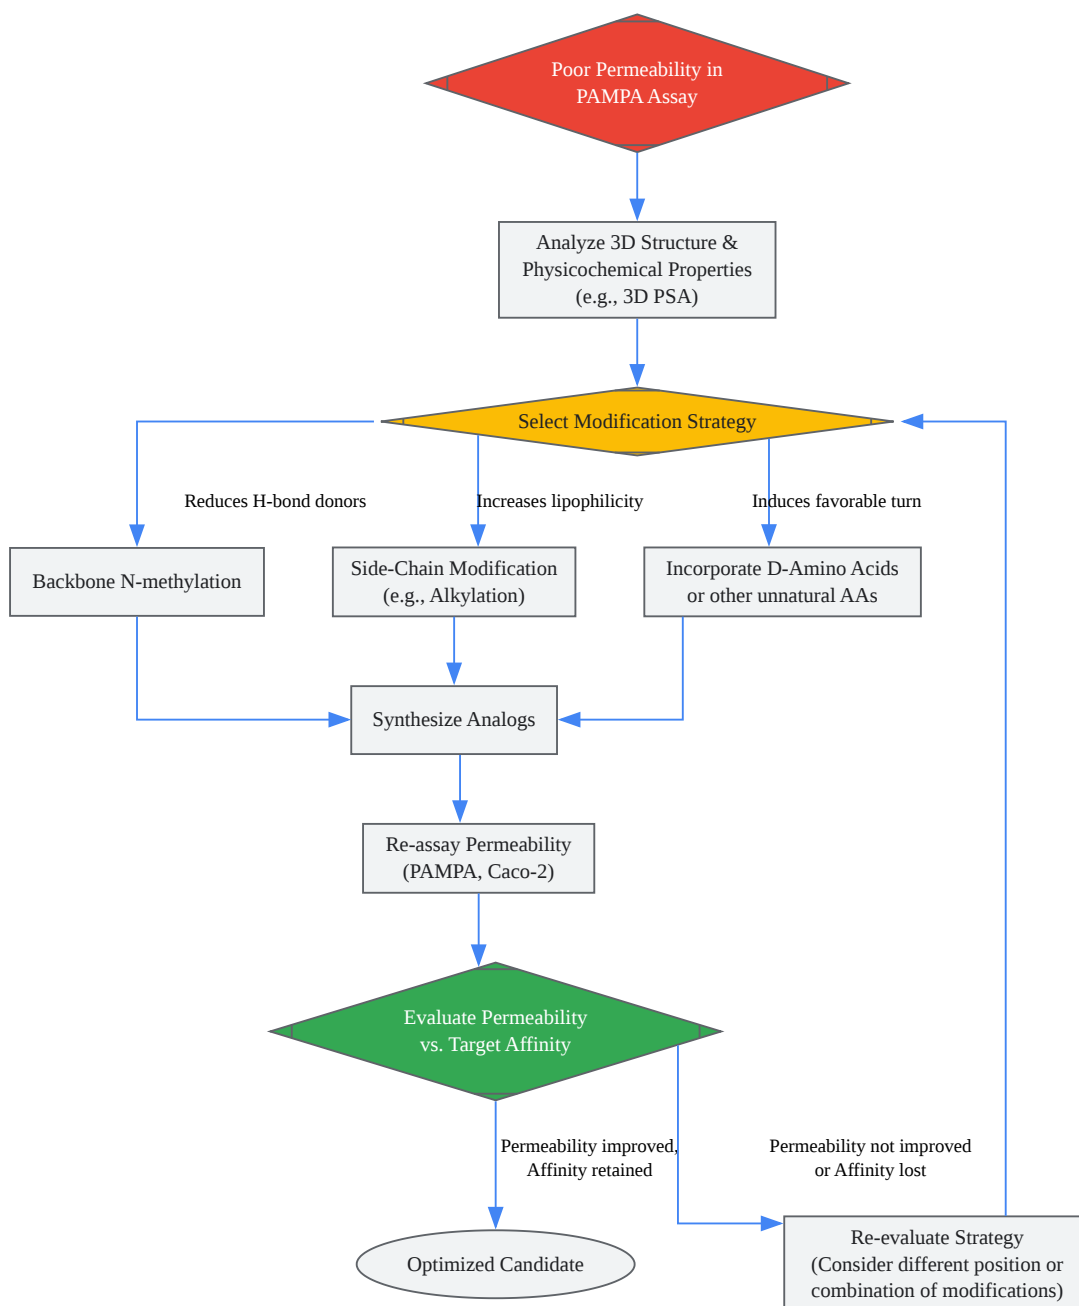 Poor Permeability in
PAMPA Assay
Analyze 3D Structure &
Physicochemical Properties
(e.g., 3D PSA)
Select Modification Strategy
Reduces H-bond donors
Increases lipophilicity
Induces favorable turn
Backbone N-methylation
Side-Chain Modification
(e.g., Alkylation)
Incorporate D-Amino Acids
or other unnatural AAs
Synthesize Analogs
Re-assay Permeability
(PAMPA, Caco-2)
Evaluate Permeability
vs. Target Affinity
Permeability improved,
Affinity retained
Permeability not improved
or Affinity lost
Optimized Candidate
Re-evaluate Strategy
(Consider different position or
combination of modifications)